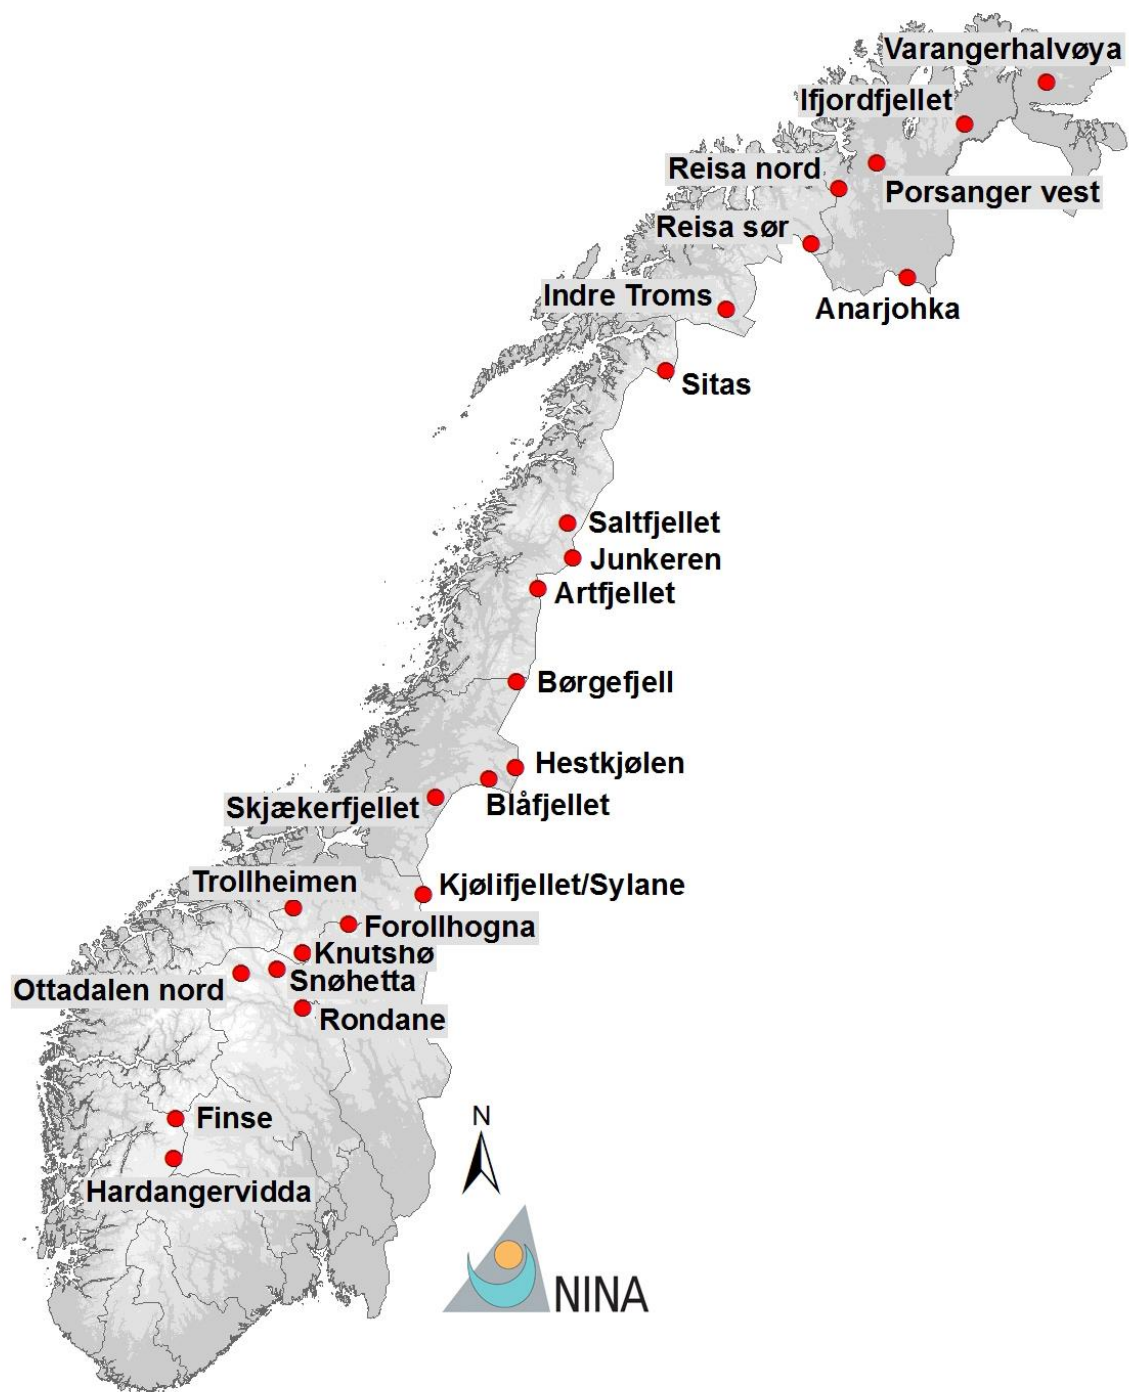 Varangerhalvøya
Ifjordfjellet
Reisa nord
Porsanger vest
Reisa sør
Indre Troms
Anarjohka
Sitas
Saltfjellet
Junkeren
Artfjellet
Børgefjell
Hestkjølen
Blåfjellet
Skjækerfjellet
Trollheimen
Kjølifjellet/Sylane
Forollhogna
Knutshø
Snøhetta
Ottadalen nord
Rondane
Finse
N
Hardangervidda
NINA